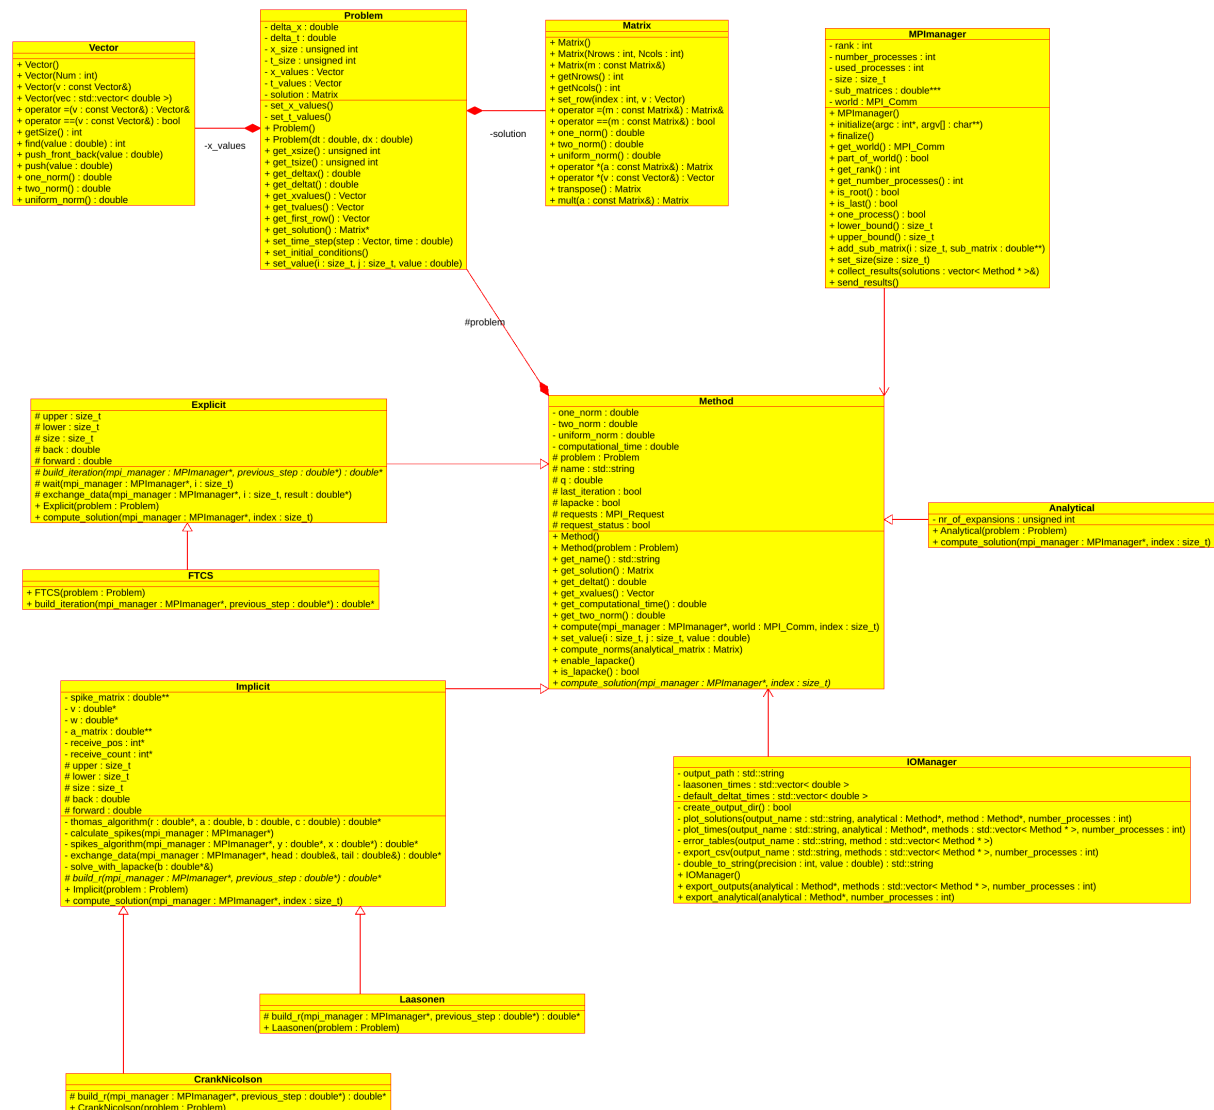 Vector
+ Vector()
+ Vector(Num : int)
+ Vector(v : const Vector&)
+ Vector(vec : std::vector< double >)
+ operator =(v : const Vector&) : Vector&
+ operator ==(v : const Vector&) : bool
+ getSize() : int
+ find(value : double) : int
+ push_front_back(value : double)
+ push(value : double)
+ one_norm() : double
+ two_norm() : double
+ uniform_norm() : double
-x_values
Problem
- delta_x : double
- delta_t : double
- x_size : unsigned int
- t_size : unsigned int
- x_values : Vector
- t_values : Vector
- solution : Matrix
- set_x_values()
- set_t_values()
+ Problem()
+ Problem(dt : double, dx : double)
+ get_xsize() : unsigned int
+ get_tsize() : unsigned int
+ get_deltax() : double
+ get_deltat() : double
+ get_xvalues() : Vector
+ get_tvalues() : Vector
+ get_first_row() : Vector
+ get_solution() : Matrix*
+ set_time_step(step : Vector, time : double)
+ set_initial_conditions()
+ set_value(i : size_t, j : size_t, value : double)
-solution
Matrix
+ Matrix()
+ Matrix(Nrows : int, Ncols : int)
+ Matrix(m : const Matrix&)
+ getNrows() : int
+ getNcols() : int
+ set_row(index : int, v : Vector)
+ operator =(m : const Matrix&) : Matrix&
+ operator ==(m : const Matrix&) : bool
+ one_norm() : double
+ two_norm() : double
+ uniform_norm() : double
+ operator *(a : const Matrix&) : Matrix
+ operator *(v : const Vector&) : Vector
+ transpose() : Matrix
+ mult(a : const Matrix&) : Matrix
MPImanager
- rank : int
- number_processes : int
- used_processes : int
- size : size_t
- sub_matrices : double***
- world : MPI_Comm
+ MPImanager()
+ initialize(argc : int*, argv[] : char**)
+ finalize()
+ get_world() : MPI_Comm
+ part_of_world() : bool
+ get_rank() : int
+ get_number_processes() : int
+ is_root() : bool
+ is_last() : bool
+ one_process() : bool
+ lower_bound() : size_t
+ upper_bound() : size_t
+ add_sub_matrix(i : size_t, sub_matrix : double**)
+ set_size(size : size_t)
+ collect_results(solutions : vector< Method * >&)
+ send_results()
#problem
Explicit
# upper : size_t
# lower : size_t
# size : size_t
# back : double
# forward : double
# build_iteration(mpi_manager : MPImanager*, previous_step : double*) : double*
# wait(mpi_manager : MPImanager*, i : size_t)
# exchange_data(mpi_manager : MPImanager*, i : size_t, result : double*)
+ Explicit(problem : Problem)
+ compute_solution(mpi_manager : MPImanager*, index : size_t)
FTCS
+ FTCS(problem : Problem)
+ build_iteration(mpi_manager : MPImanager*, previous_step : double*) : double*
Method
- one_norm : double
- two_norm : double
- uniform_norm : double
- computational_time : double
# problem : Problem
# name : std::string
# q : double
# last_iteration : bool
# lapacke : bool
# requests : MPI_Request
# request_status : bool
+ Method()
+ Method(problem : Problem)
+ get_name() : std::string
+ get_solution() : Matrix
+ get_deltat() : double
+ get_xvalues() : Vector
+ get_computational_time() : double
+ get_two_norm() : double
+ compute(mpi_manager : MPImanager*, world : MPI_Comm, index : size_t)
+ set_value(i : size_t, j : size_t, value : double)
+ compute_norms(analytical_matrix : Matrix)
+ enable_lapacke()
+ is_lapacke() : bool
+ compute_solution(mpi_manager : MPImanager*, index : size_t)
Analytical
- nr_of_expansions : unsigned int
+ Analytical(problem : Problem)
+ compute_solution(mpi_manager : MPImanager*, index : size_t)
Implicit
- spike_matrix : double**
- v : double*
- w : double*
- a_matrix : double**
- receive_pos : int*
- receive_count : int*
# upper : size_t
# lower : size_t
# size : size_t
# back : double
# forward : double
- thomas_algorithm(r : double*, a : double, b : double, c : double) : double*
- calculate_spikes(mpi_manager : MPImanager*)
- spikes_algorithm(mpi_manager : MPImanager*, y : double*, x : double*) : double*
- exchange_data(mpi_manager : MPImanager*, head : double&, tail : double&) : double*
- solve_with_lapacke(b : double*&)
# build_r(mpi_manager : MPImanager*, previous_step : double*) : double*
+ Implicit(problem : Problem)
+ compute_solution(mpi_manager : MPImanager*, index : size_t)
IOManager
- output_path : std::string
- laasonen_times : std::vector< double >
- default_deltat_times : std::vector< double >
- create_output_dir() : bool
- plot_solutions(output_name : std::string, analytical : Method*, method : Method*, number_processes : int)
- plot_times(output_name : std::string, analytical : Method*, methods : std::vector< Method * >, number_processes : int)
- error_tables(output_name : std::string, method : std::vector< Method * >)
- export_csv(output_name : std::string, methods : std::vector< Method * >, number_processes : int)
- double_to_string(precision : int, value : double) : std::string
+ IOManager()
+ export_outputs(analytical : Method*, methods : std::vector< Method * >, number_processes : int)
+ export_analytical(analytical : Method*, number_processes : int)
Laasonen
# build_r(mpi_manager : MPImanager*, previous_step : double*) : double*
+ Laasonen(problem : Problem)
CrankNicolson
# build_r(mpi_manager : MPImanager*, previous_step : double*) : double*
+ CrankNicolson(problem : Problem)